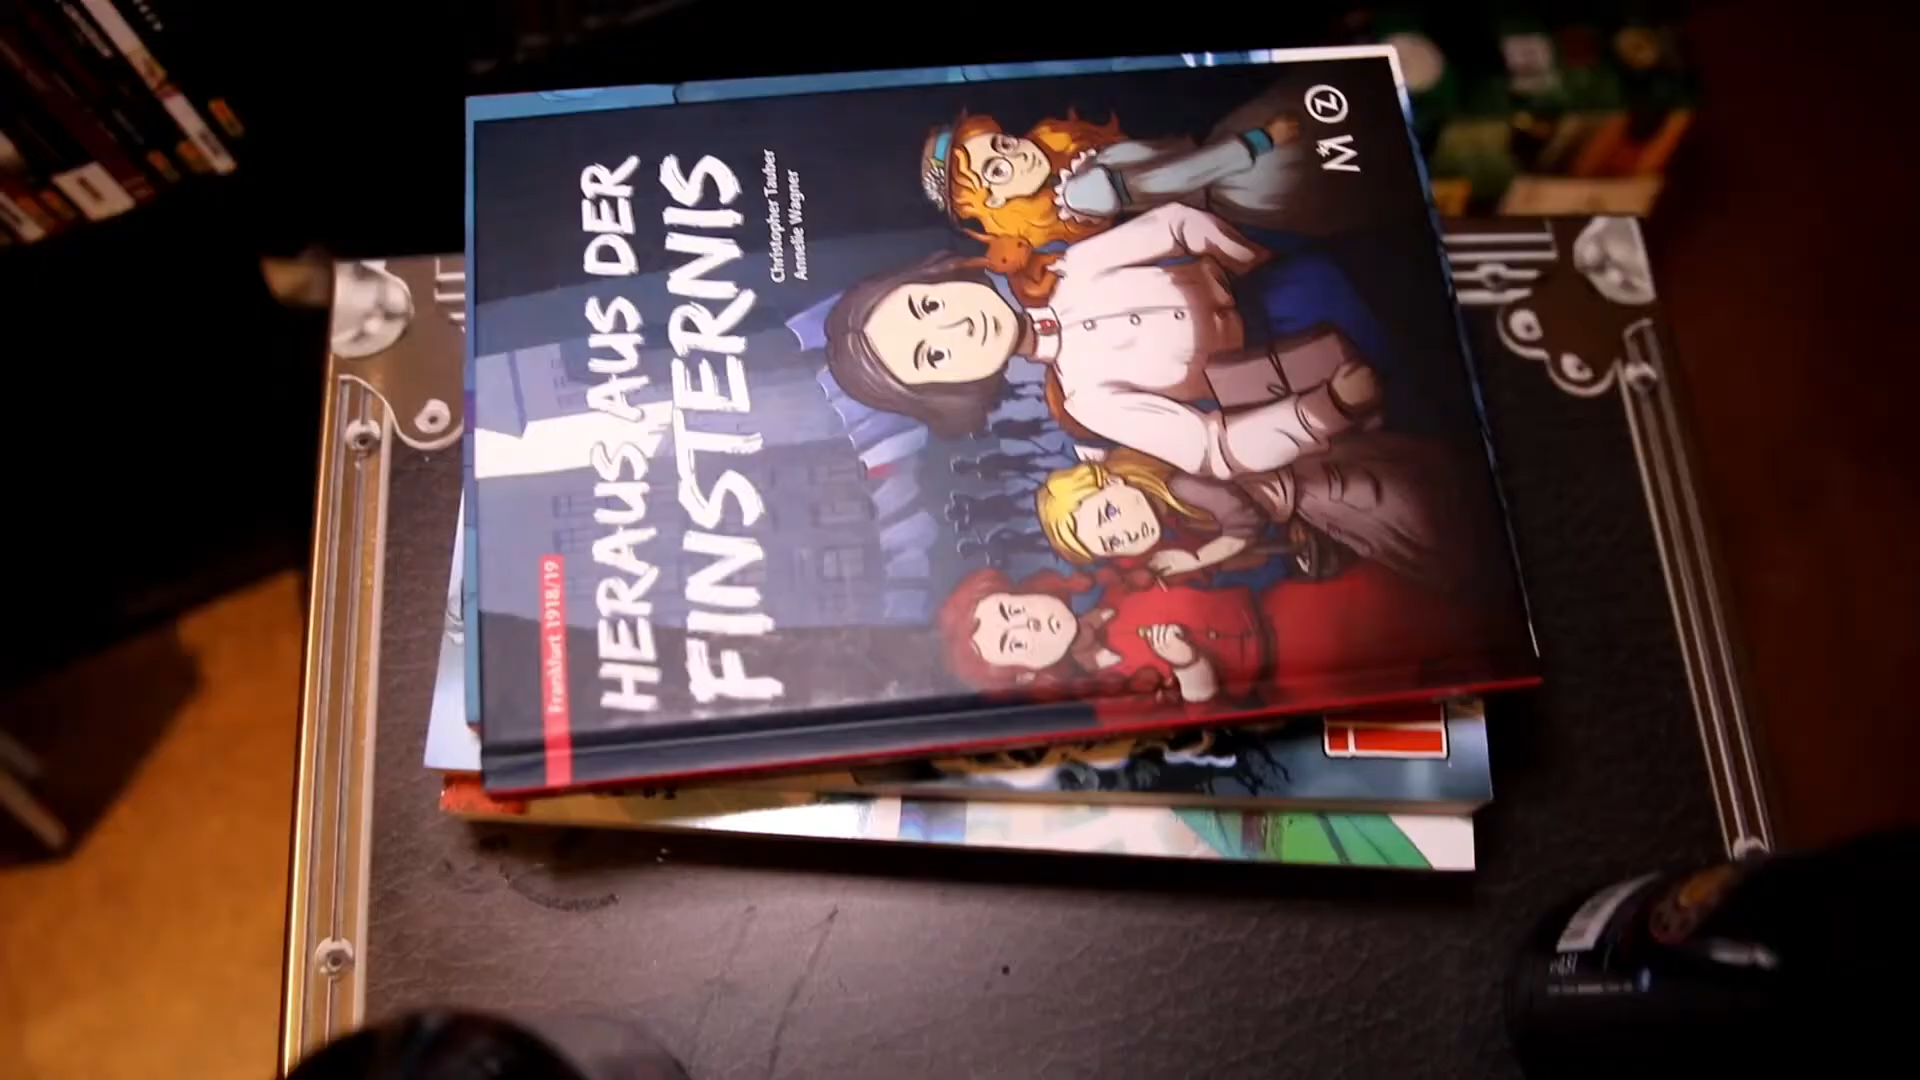 Frankfurt 1918/19
HERAUS AUS DER
FINSTERNIS
Christopher Tauber
Annelie Wagner